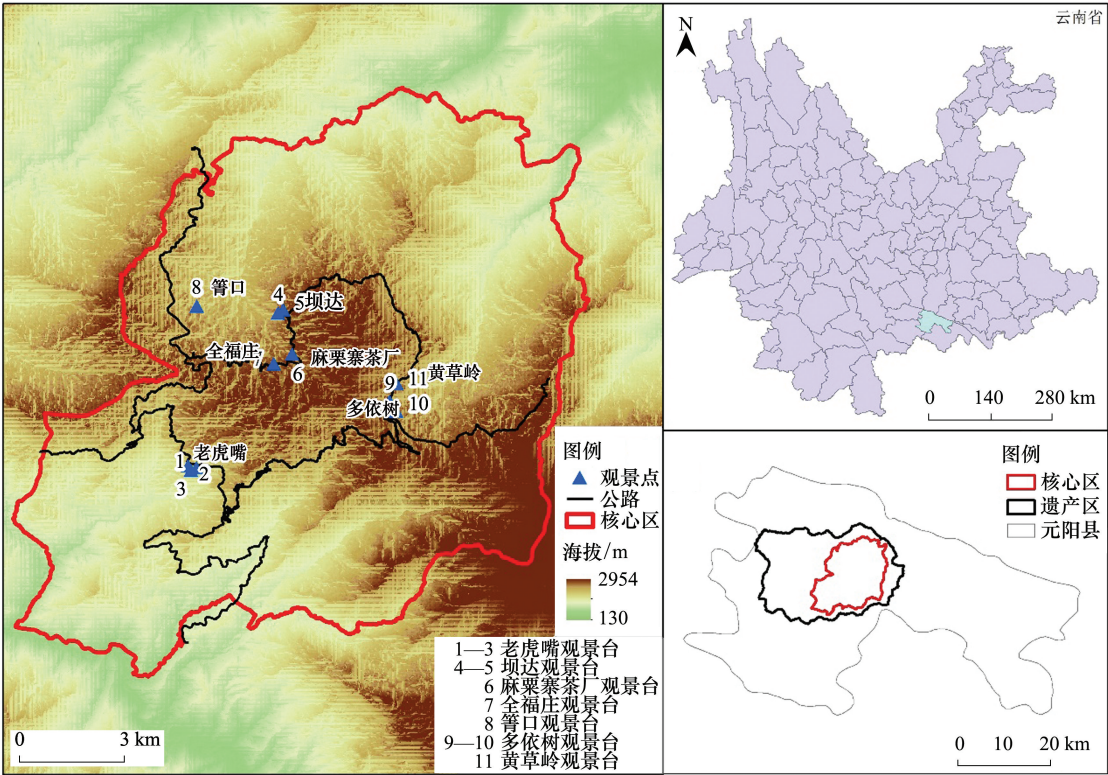 8 箐口
4
5坝达
全福庄
7
麻栗寨茶厂
6
9
11
黄草岭
多依树
10
老虎嘴
1
2
3
图例
观景点
公路
核心区
海拔/m
2954
130
1—3 老虎嘴观景台
4—5 坝达观景台
6 麻栗寨茶厂观景台
7 全福庄观景台
8 箐口观景台
9—10 多依树观景台
11 黄草岭观景台
0 3 km
云南省
N
0 140 280 km
图例
核心区
遗产区
元阳县
0 10 20 km